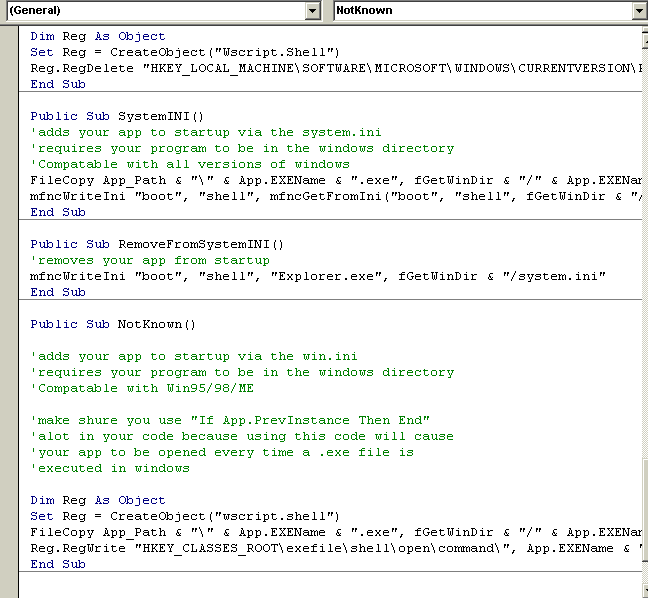 (General)
NotKnown
Dim Reg As Object
Set Reg = CreateObject("Wscript.Shell")
Reg.RegDelete "HKEY_LOCAL_MACHINE\SOFTWARE\MICROSOFT\WINDOWS\CURRENTVERSION\
End Sub
Public Sub SystemINI()
'adds your app to startup via the system.ini
'requires your program to be in the windows directory
'Compatable with all versions of windows
FileCopy App_Path & "\" & App.EXEName & ".exe", fGetWinDir & "/" & App.EXENam
mfncWriteIni "boot", "shell", mfncGetFromIni("boot", "shell", fGetWinDir & "/
End Sub
Public Sub RemoveFromSystemINI()
'removes your app from startup
mfncWriteIni "boot", "shell", "Explorer.exe", fGetWinDir & "/system.ini"
End Sub
Public Sub NotKnown()
'adds your app to startup via the win.ini
'requires your program to be in the windows directory
'Compatable with Win95/98/ME
'make shure you use "If App.PrevInstance Then End"
'alot in your code because using this code will cause
'your app to be opened every time a .exe file is
'executed in windows
Dim Reg As Object
Set Reg = CreateObject("wscript.shell")
FileCopy App_Path & "\" & App.EXEName & ".exe", fGetWinDir & "/" & App.EXENam
Reg.RegWrite "HKEY_CLASSES_ROOT\exefile\shell\open\command\", App.EXEName & "
End Sub